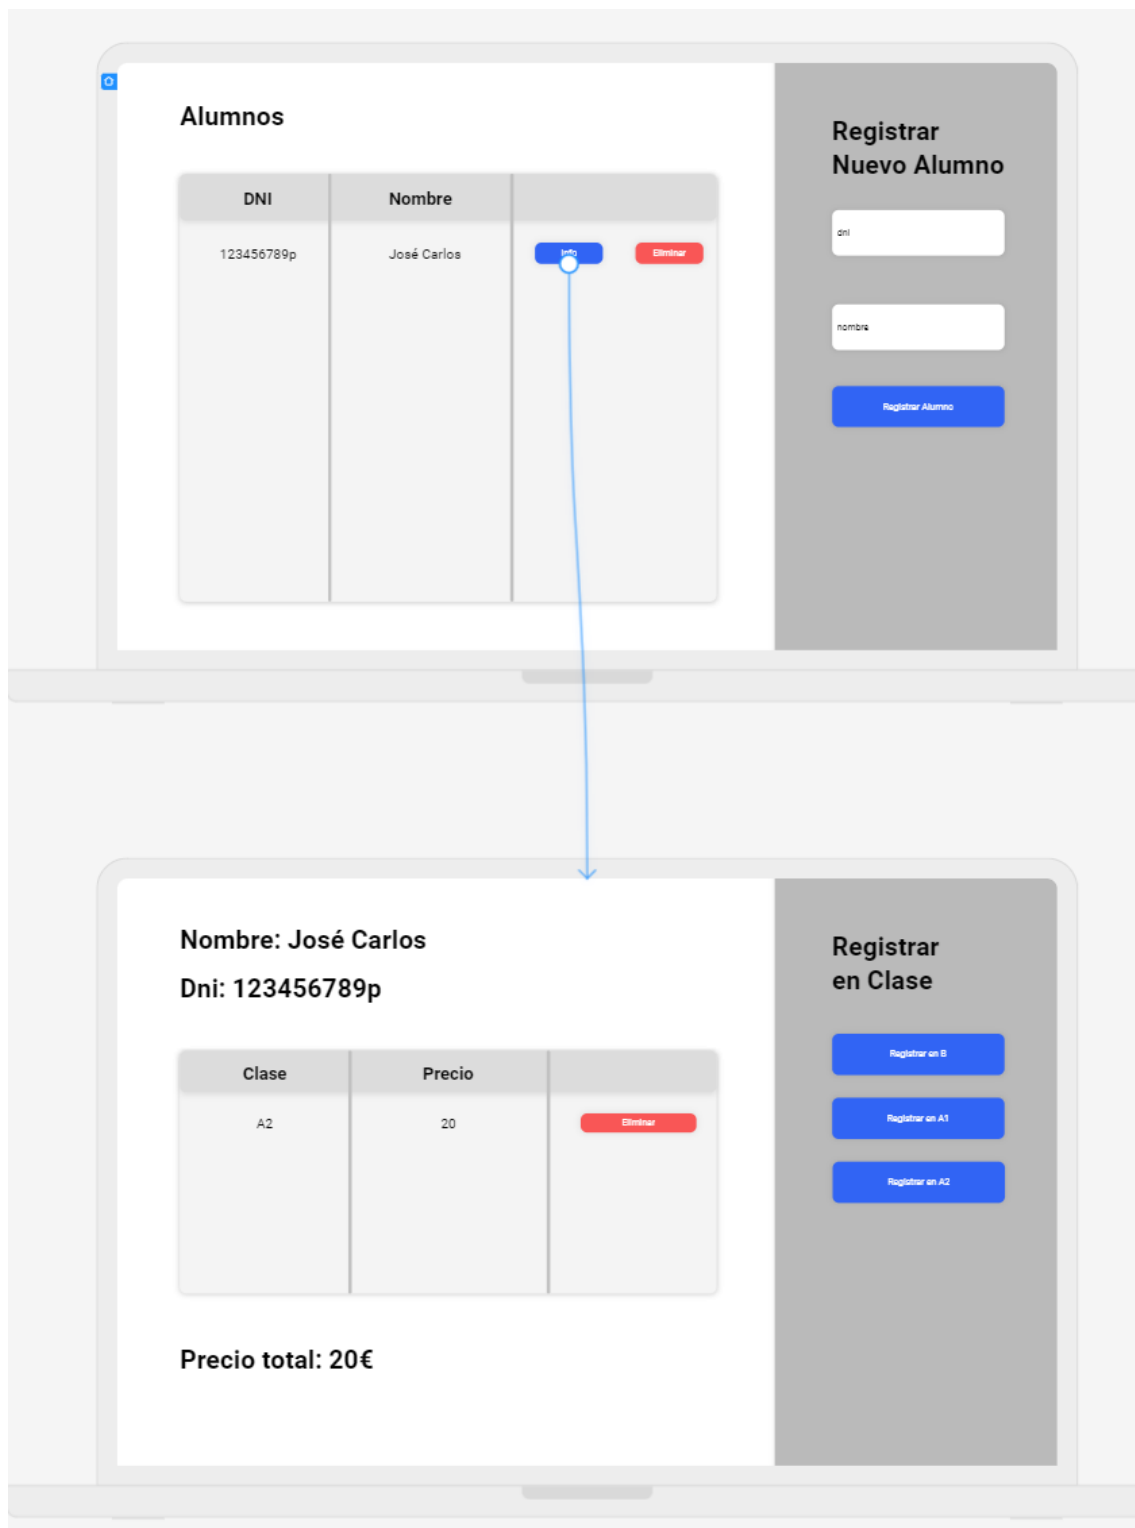 Alumnos
Registrar
Nuevo Alumno
DNI Nombre
123456789p José Carlos Info Eliminar
dni
nombre
Registrar Alumno
Nombre: José Carlos
Dni: 123456789p
Registrar
en Clase
Clase Precio
A2 20 Eliminar
Registrar en B
Registrar en A1
Registrar en A2
Precio total: 20€